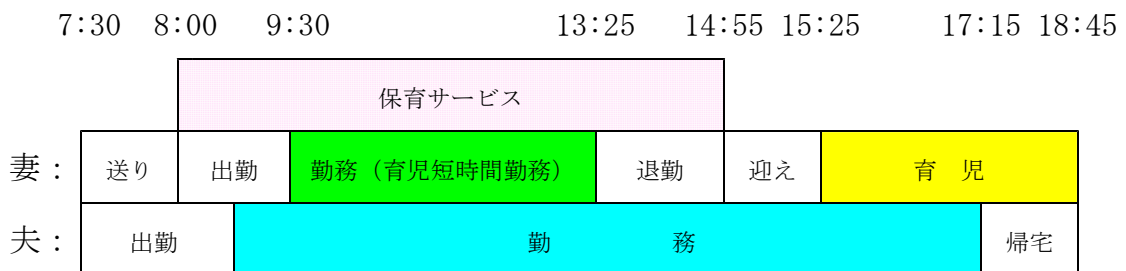 7:30 8:00 9:30 13:25 14:55 15:25 17:15 18:45
保育サービス
妻： 送り 出勤 勤務（育児短時間勤務） 退勤 迎え 育 児
夫： 出勤 勤 務 帰宅